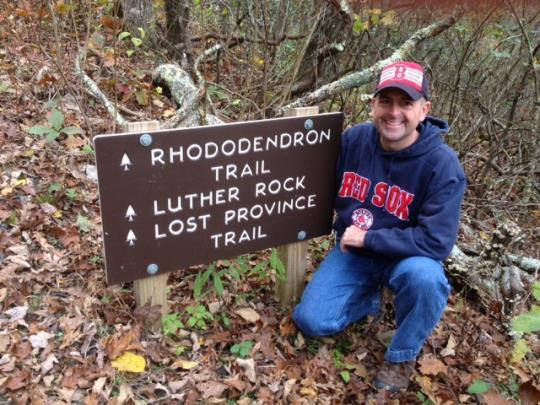 RHODODENDRON
TRAIL
LUTHER ROCK
LOST PROVINCE
TRAIL
RED SOX